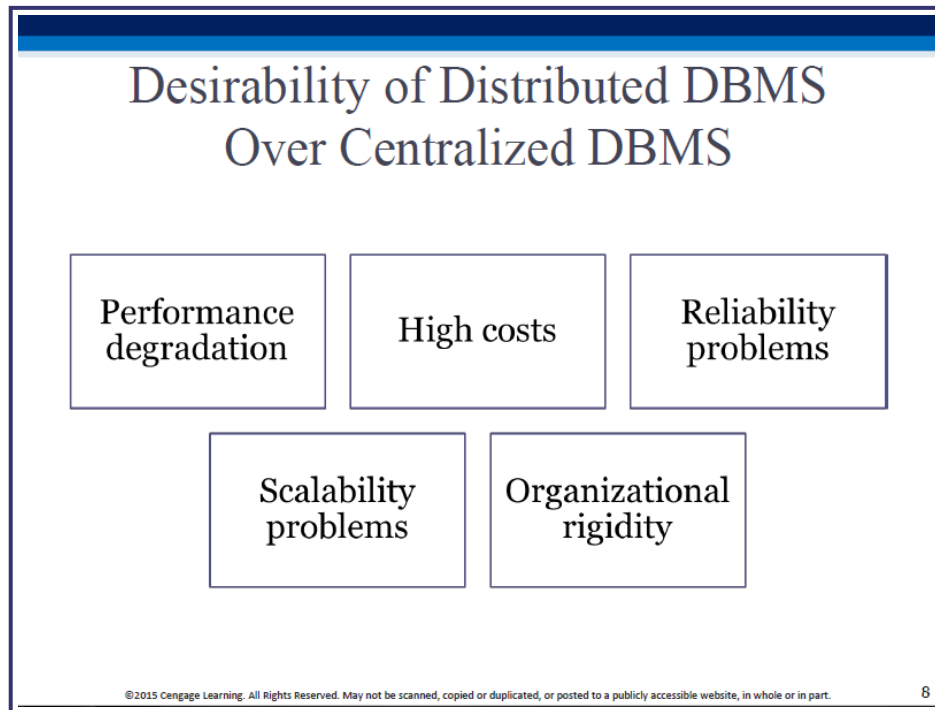 Desirability of Distributed DBMS
Over Centralized DBMS
Performance
degradation
High costs
Reliability
problems
Scalability
problems
Organizational
rigidity
©2015 Cengage Learning. All Rights Reserved. May not be scanned, copied or duplicated, or posted to a publicly accessible website, in whole or in part.
8